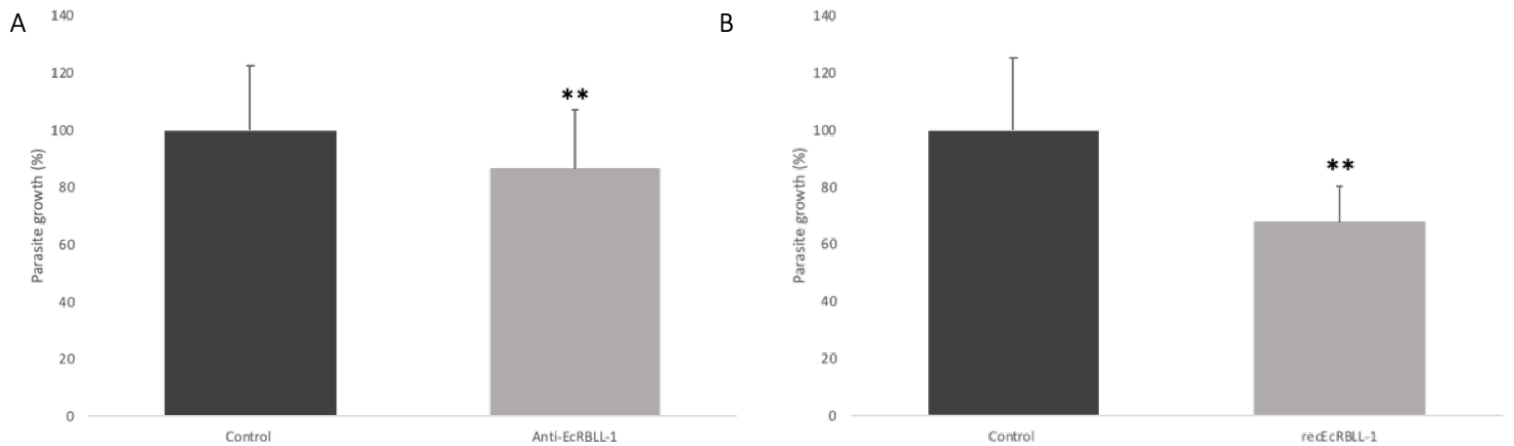 A
140
120
100
80
60
40
20
0
Parasite growth (%)
**
Control
Anti-EcRBLL-1
B
140
120
100
80
60
40
20
0
Parasite growth (%)
**
Control
recEcRBLL-1